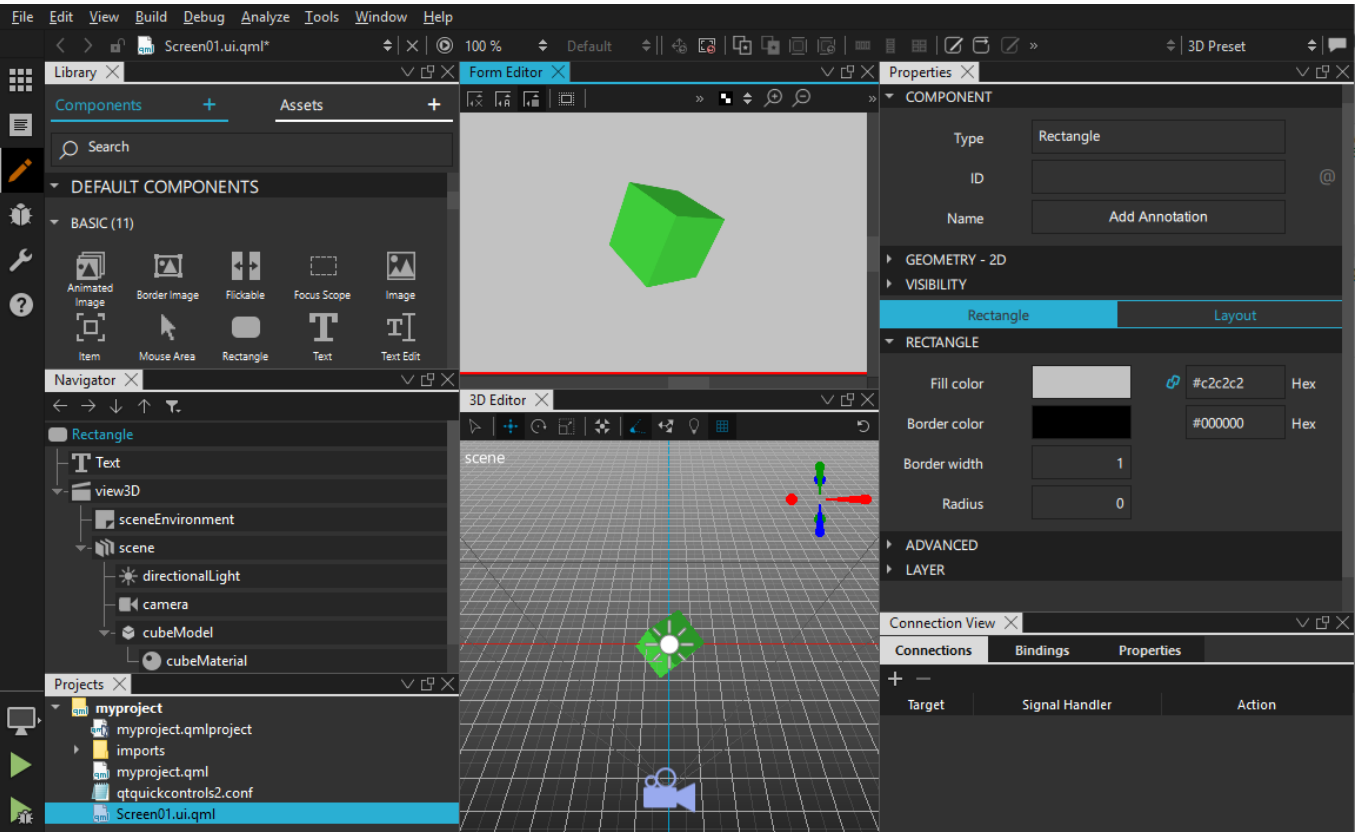 File Edit View Build Debug Analyze Tools Window Help
Screen01.ui.qml* 100 % Default 3D Preset
Library
Components + Assets +
Search
DEFAULT COMPONENTS
BASIC (11)
Animated Image Border Image Flickable Focus Scope Image
Item Mouse Area Rectangle Text Text Edit
Navigator
Rectangle
Text
view3D
sceneEnvironment
scene
directionalLight
camera
cubeModel
cubeMaterial
Projects
myproject
myproject.qmlproject
imports
myproject.qml
qtquickcontrols2.conf
Screen01.ui.qml
Form Editor
3D Editor
scene
Properties
COMPONENT
Type Rectangle
ID @
Name Add Annotation
GEOMETRY - 2D
VISIBILITY
Rectangle Layout
RECTANGLE
Fill color #c2c2c2 Hex
Border color #000000 Hex
Border width 1
Radius 0
ADVANCED
LAYER
Connection View
Connections Bindings Properties
+ −
Target Signal Handler Action